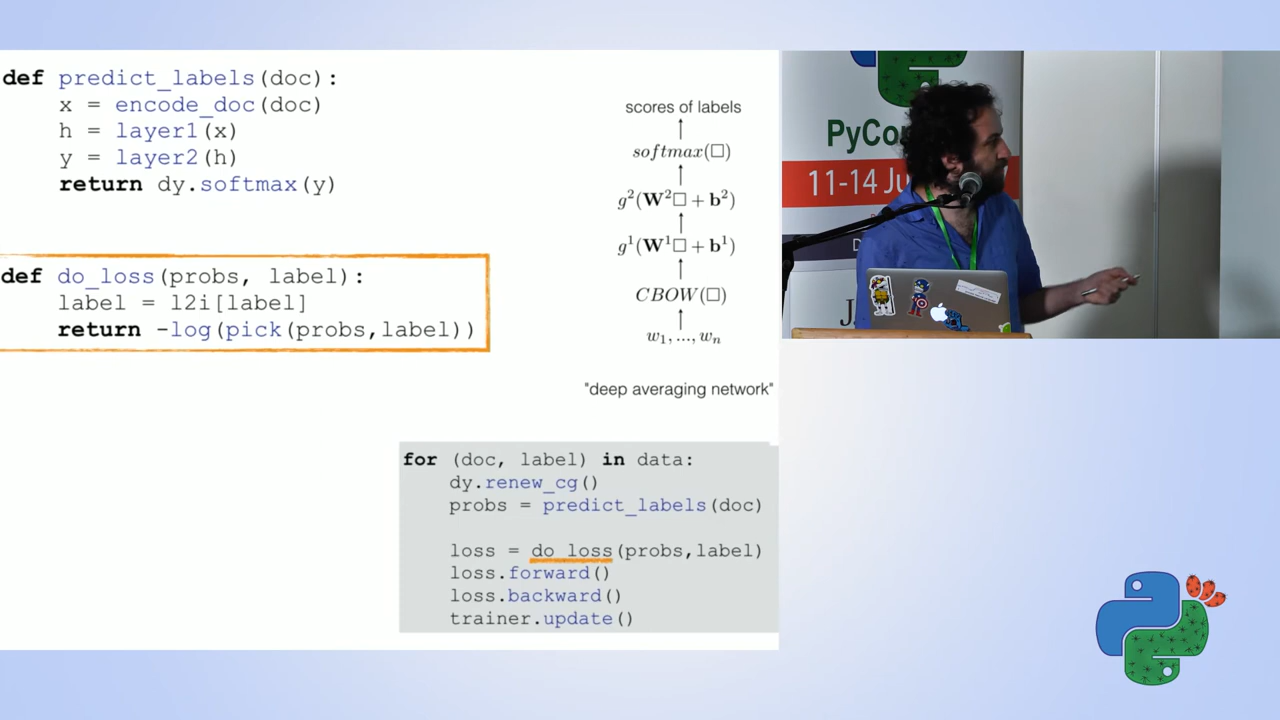 def predict_labels(doc):
x = encode_doc(doc)
h = layer1(x)
y = layer2(h)
return dy.softmax(y)
def do_loss(probs, label):
label = l2i[label]
return -log(pick(probs,label))
scores of labels
softmax(□)
g²(W²□ + b²)
g¹(W¹□ + b¹)
CBOW(□)
w₁, ..., wₙ
"deep averaging network"
for (doc, label) in data:
dy.renew_cg()
probs = predict_labels(doc)
loss = do_loss(probs,label)
loss.forward()
loss.backward()
trainer.update()
11-14